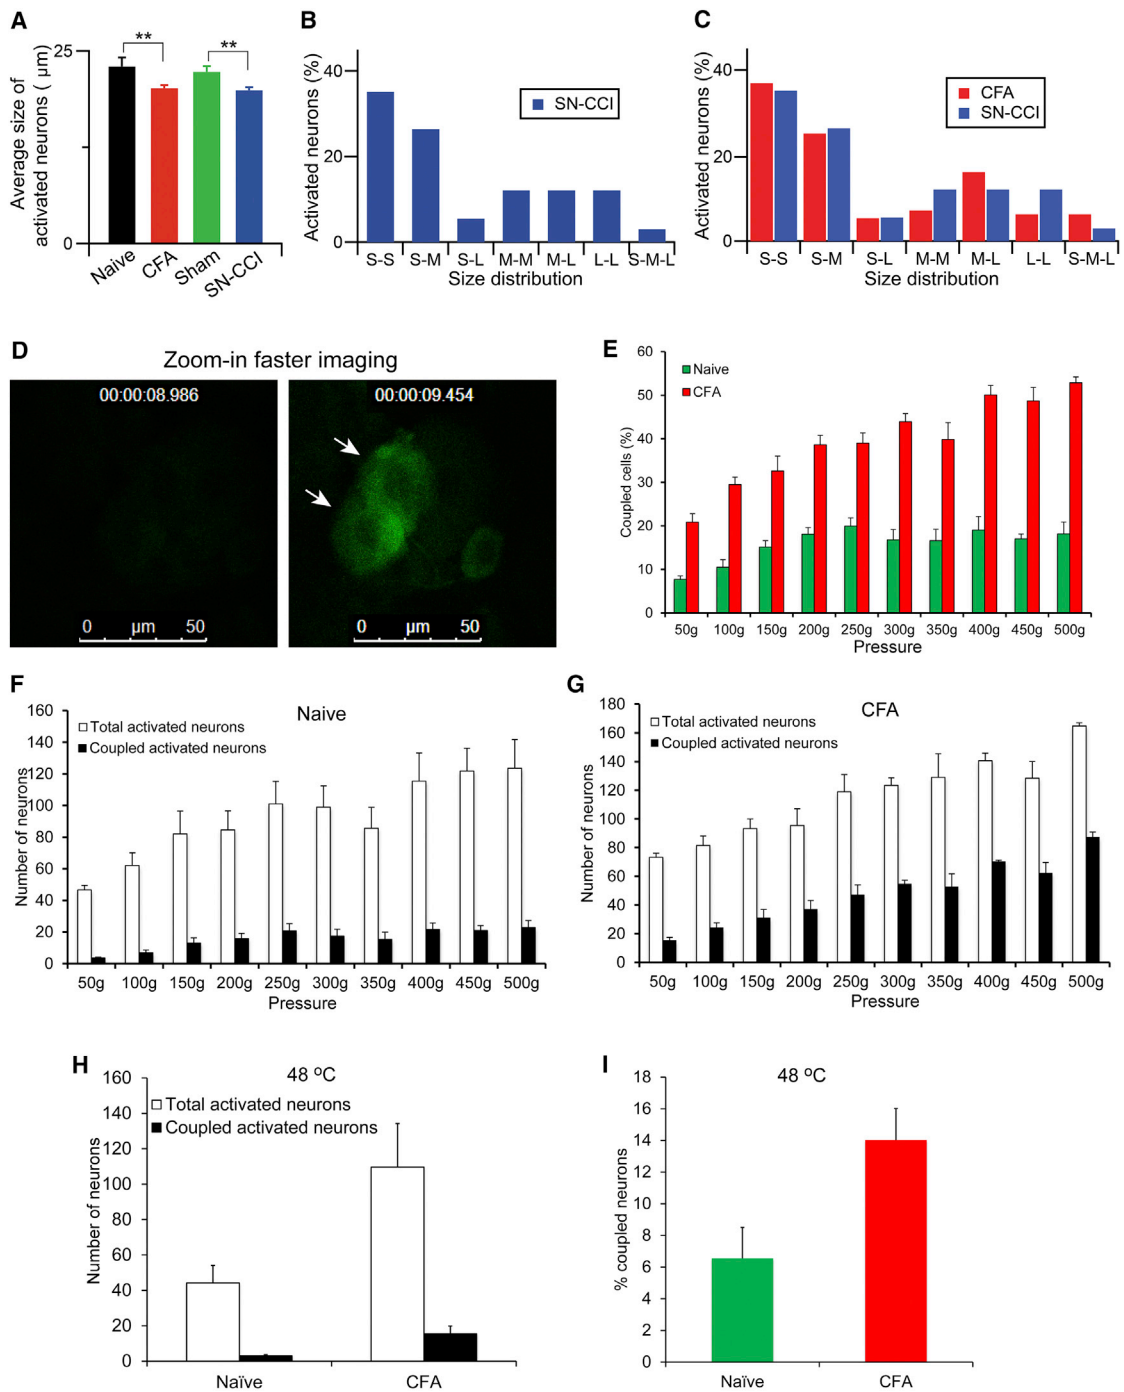 A
Average size of
activated neurons ( µm)
25
0
**
**
Naive
CFA
Sham
SN-CCI
B
Activated neurons (%)
40
20
0
SN-CCI
S-S
S-M
S-L
M-M
M-L
L-L
S-M-L
Size distribution
C
Activated neurons (%)
40
20
0
CFA
SN-CCI
S-S
S-M
S-L
M-M
M-L
L-L
S-M-L
Size distribution
D
Zoom-in faster imaging
00:00:08.986
0 µm 50
00:00:09.454
0 µm 50
E
Coupled cells (%)
60
50
40
30
20
10
0
Naive
CFA
50g 100g 150g 200g 250g 300g 350g 400g 450g 500g
Pressure
F
Naive
Number of neurons
160
140
120
100
80
60
40
20
0
Total activated neurons
Coupled activated neurons
50g 100g 150g 200g 250g 300g 350g 400g 450g 500g
Pressure
G
CFA
Number of neurons
180
160
140
120
100
80
60
40
20
0
Total activated neurons
Coupled activated neurons
50g 100g 150g 200g 250g 300g 350g 400g 450g 500g
Pressure
H
48 ºC
Number of neurons
160
140
120
100
80
60
40
20
0
Total activated neurons
Coupled activated neurons
Naïve
CFA
I
48 ºC
% coupled neurons
18
16
14
12
10
8
6
4
2
0
Naïve
CFA